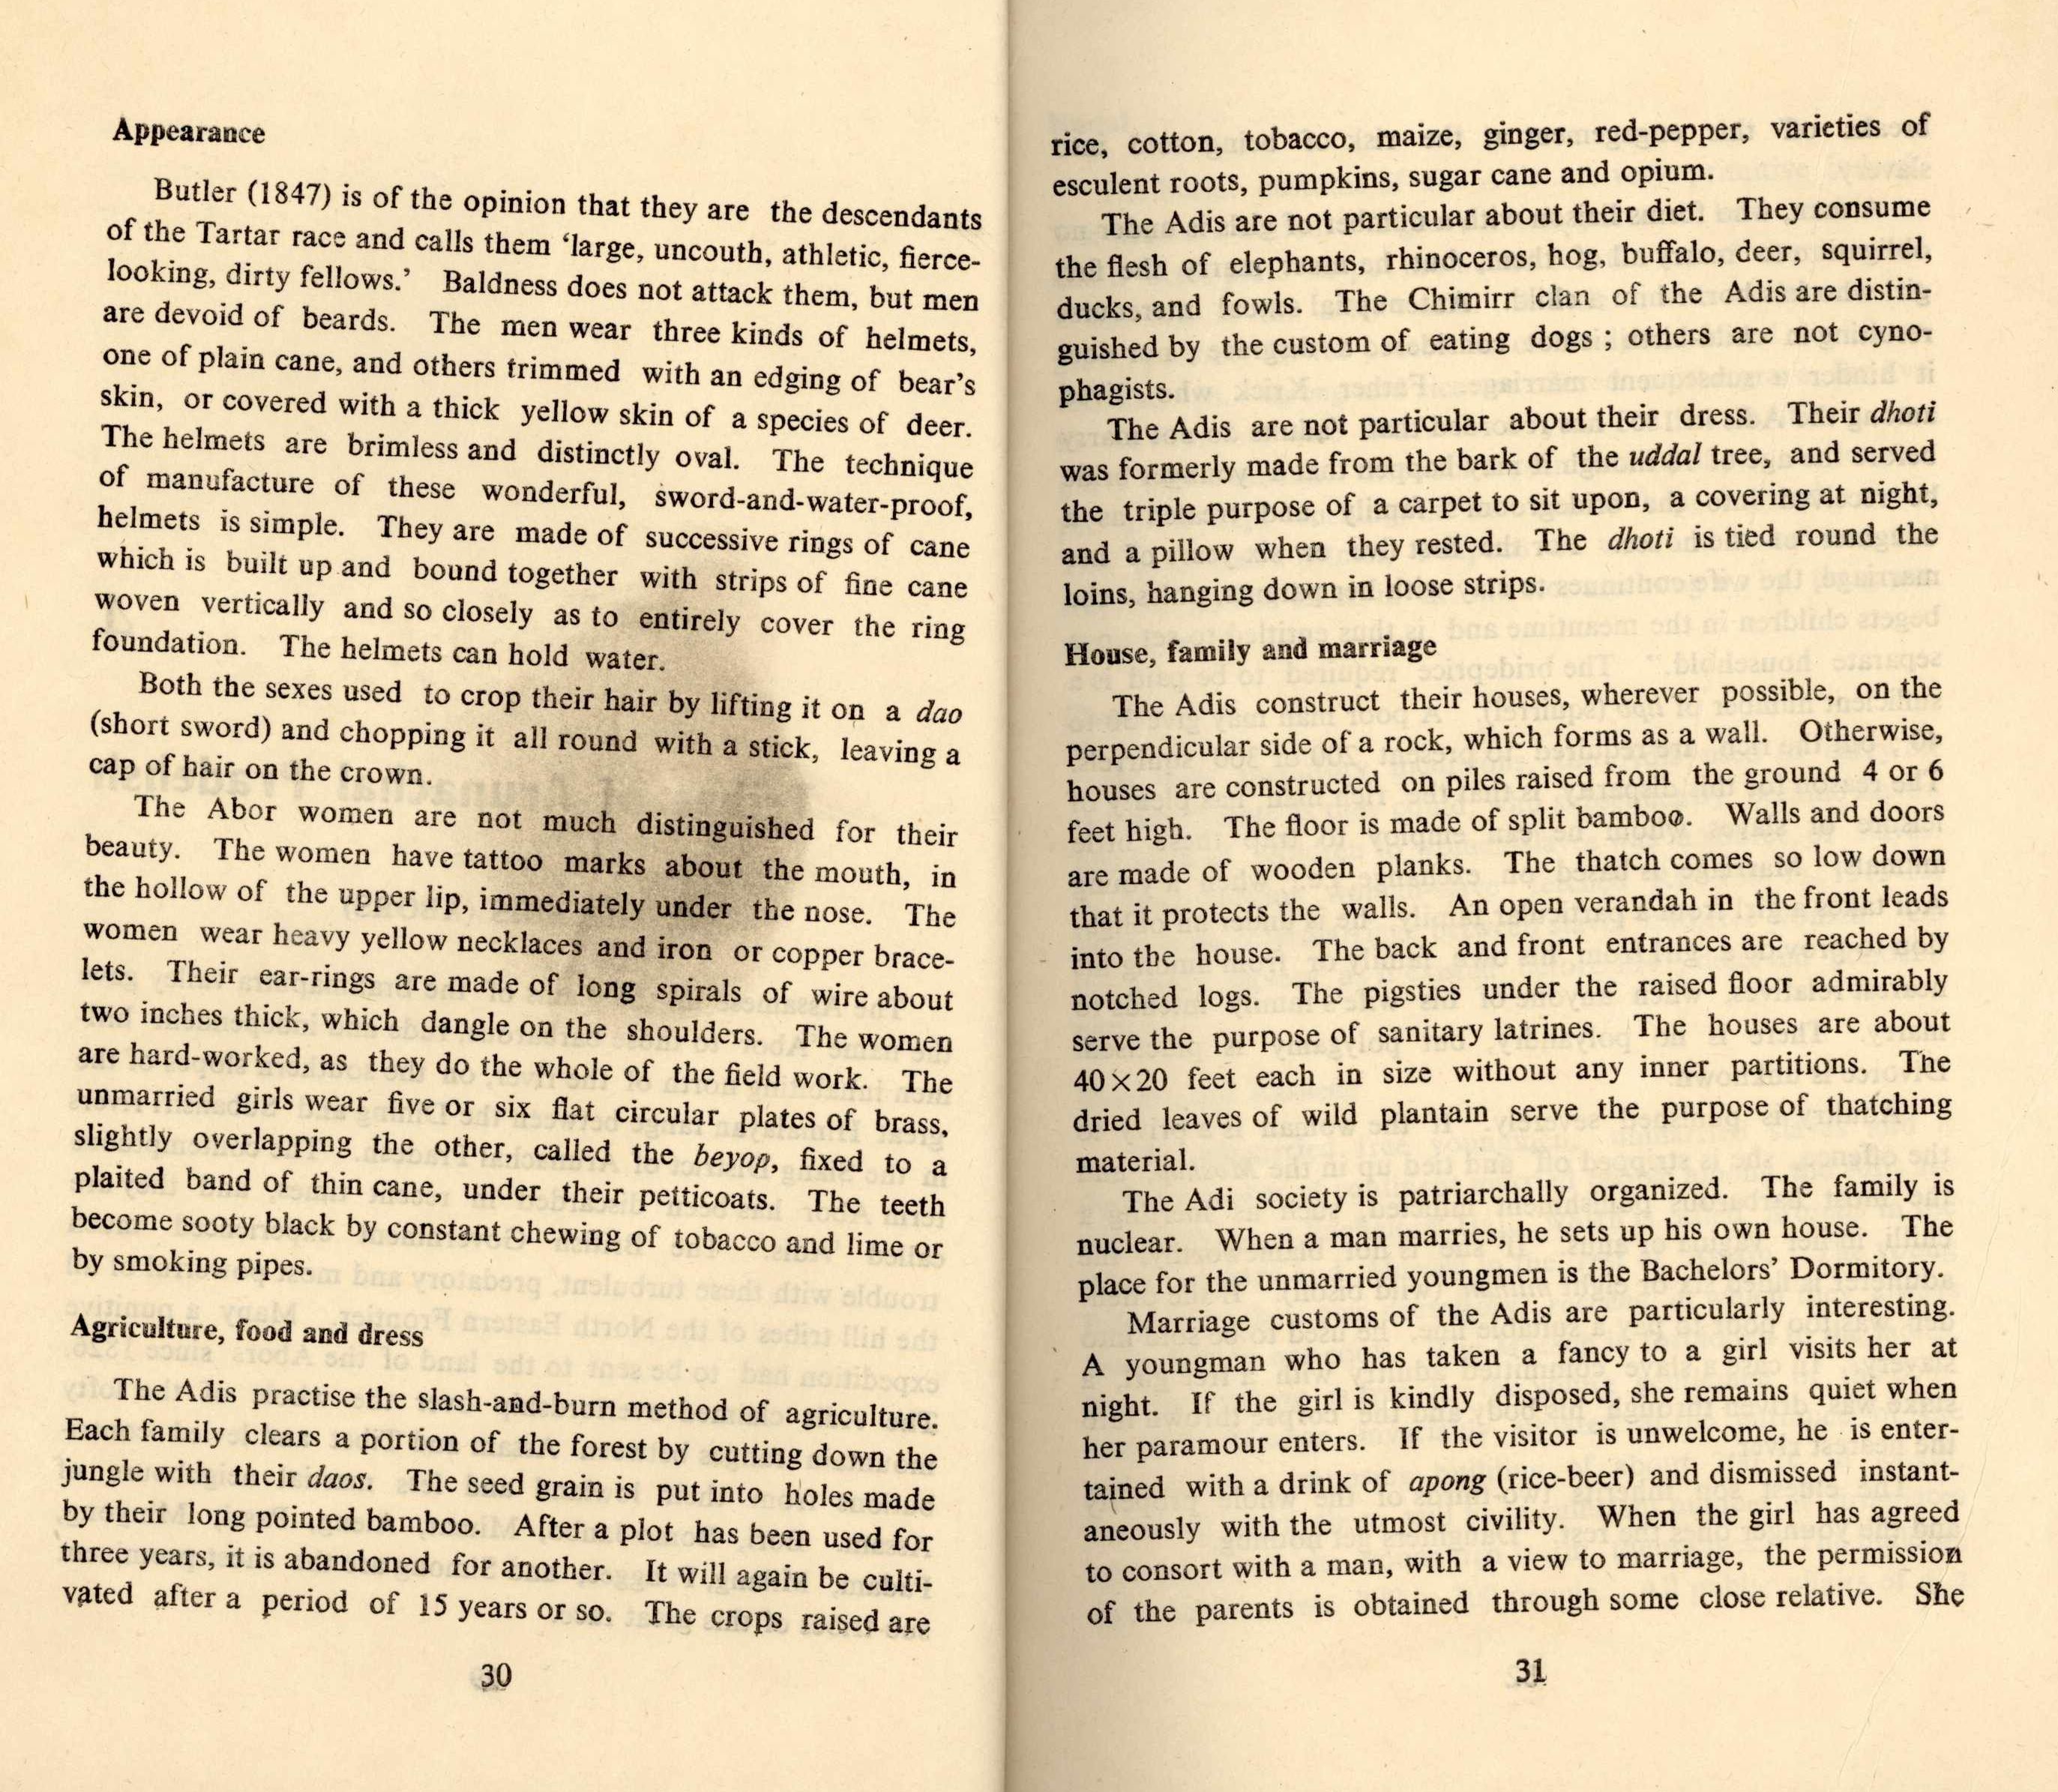 Appearance
Butler (1847) is of the opinion that they are the descendants
of the Tartar race and calls them ‘large, uncouth, athletic, fierce-
looking, dirty fellows.’ Baldness does not attack them, but men
are devoid of beards. The men wear three kinds of helmets,
one of plain cane, and others trimmed with an edging of bear’s
skin, or covered with a thick yellow skin of a species of deer.
The helmets are brimless and distinctly oval. The technique
of manufacture of these wonderful, sword-and-water-proof,
helmets is simple. They are made of successive rings of cane
which is built up and bound together with strips of fine cane
woven vertically and so closely as to entirely cover the ring
foundation. The helmets can hold water.
Both the sexes used to crop their hair by lifting it on a dao
(short sword) and chopping it all round with a stick, leaving a
cap of hair on the crown.
The Abor women are not much distinguished for their
beauty. The women have tattoo marks about the mouth, in
the hollow of the upper lip, immediately under the nose. The
women wear heavy yellow necklaces and iron or copper brace-
lets. Their ear-rings are made of long spirals of wire about
two inches thick, which dangle on the shoulders. The women
are hard-worked, as they do the whole of the field work. The
unmarried girls wear five or six flat circular plates of brass,
slightly overlapping the other, called the beyop, fixed to a
plaited band of thin cane, under their petticoats. The teeth
become sooty black by constant chewing of tobacco and lime or
by smoking pipes.
Agriculture, food and dress
The Adis practise the slash-and-burn method of agriculture.
Each family clears a portion of the forest by cutting down the
jungle with their daos. The seed grain is put into holes made
by their long pointed bamboo. After a plot has been used for
three years, it is abandoned for another. It will again be culti-
vated after a period of 15 years or so. The crops raised are
30
rice, cotton, tobacco, maize, ginger, red-pepper, varieties of
esculent roots, pumpkins, sugar cane and opium.
The Adis are not particular about their diet. They consume
the flesh of elephants, rhinoceros, hog, buffalo, deer, squirrel,
ducks, and fowls. The Chimirr clan of the Adis are distin-
guished by the custom of eating dogs ; others are not cyno-
phagists.
The Adis are not particular about their dress. Their dhoti
was formerly made from the bark of the uddal tree, and served
the triple purpose of a carpet to sit upon, a covering at night,
and a pillow when they rested. The dhoti is tied round the
loins, hanging down in loose strips.
House, family and marriage
The Adis construct their houses, wherever possible, on the
perpendicular side of a rock, which forms as a wall. Otherwise,
houses are constructed on piles raised from the ground 4 or 6
feet high. The floor is made of split bamboo. Walls and doors
are made of wooden planks. The thatch comes so low down
that it protects the walls. An open verandah in the front leads
into the house. The back and front entrances are reached by
notched logs. The pigsties under the raised floor admirably
serve the purpose of sanitary latrines. The houses are about
40×20 feet each in size without any inner partitions. The
dried leaves of wild plantain serve the purpose of thatching
material.
The Adi society is patriarchally organized. The family is
nuclear. When a man marries, he sets up his own house. The
place for the unmarried youngmen is the Bachelors’ Dormitory.
Marriage customs of the Adis are particularly interesting.
A youngman who has taken a fancy to a girl visits her at
night. If the girl is kindly disposed, she remains quiet when
her paramour enters. If the visitor is unwelcome, he is enter-
tained with a drink of apong (rice-beer) and dismissed instant-
aneously with the utmost civility. When the girl has agreed
to consort with a man, with a view to marriage, the permission
of the parents is obtained through some close relative. She
31